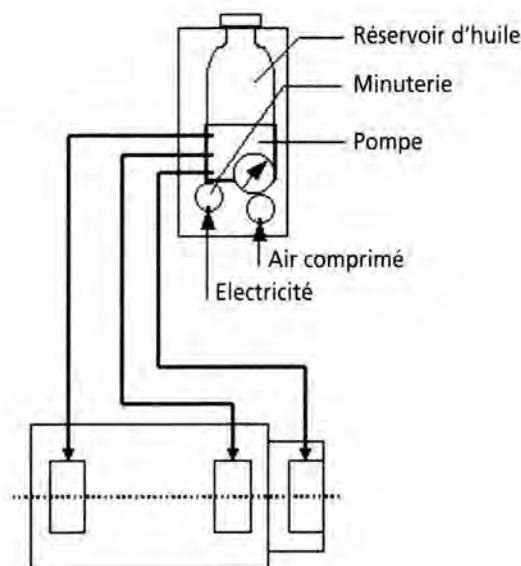 Réservoir d'huile
Minuterie
Pompe
Air comprimé
Electricité